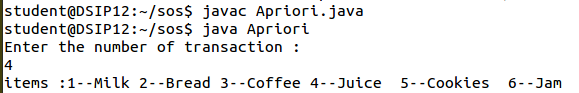 student@DSIP12:~/sos$ javac Apriori.java
student@DSIP12:~/sos$ java Apriori
Enter the number of transaction :
4
items :1--Milk 2--Bread 3--Coffee 4--Juice  5--Cookies  6--Jam